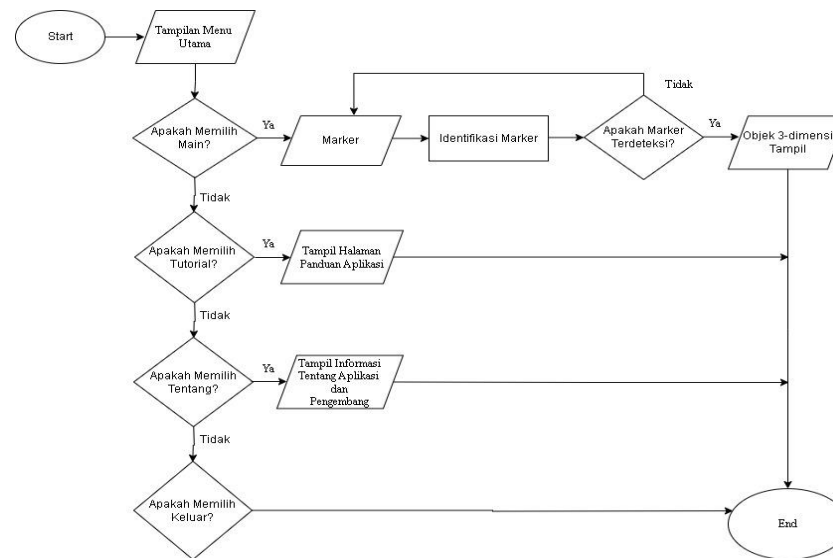 Start
Tampilan Menu
Utama
Tidak
Apakah Memilih
Main?
Ya
Marker
Identifikasi Marker
Apakah Marker
Terdeteksi?
Ya
Objek 3-dimensi
Tampil
Tidak
Apakah Memilih
Tutorial?
Ya
Tampil Halaman
Panduan Aplikasi
Tidak
Apakah Memilih
Tentang?
Ya
Tampil Informasi
Tentang Aplikasi
dan
Pengembang
Tidak
Apakah Memilih
Keluar?
End